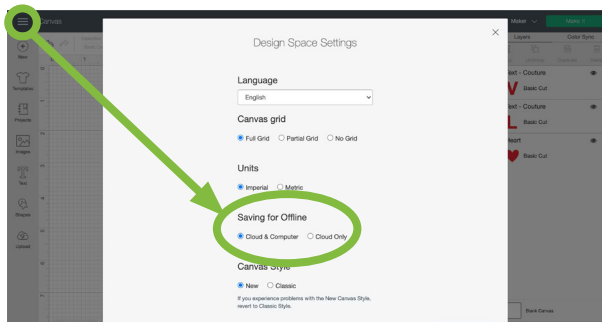 Canvas
Maker
Make It
Design Space Settings
Layers
Color Sync
New
Language
English
Text - Couture
Templates
Basic Cut
Canvas grid
Text - Couture
Projects
Full Grid
Partial Grid
No Grid
Basic Cut
Heart
Images
Units
Basic Cut
Text
Imperial
Metric
Shapes
Saving for Offline
Cloud & Computer
Cloud Only
Upload
Canvas Style
New
Classic
If you experience problems with the New Canvas Style,
revert to Classic Style.
Blank Canvas